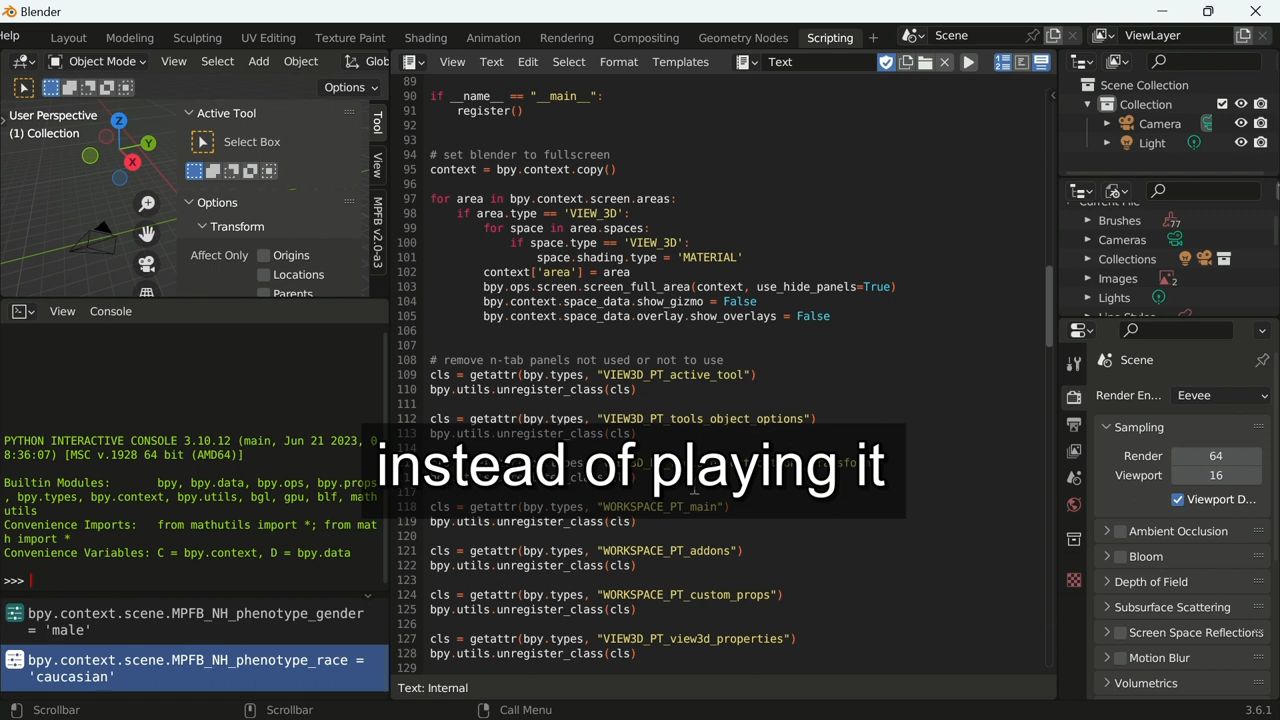 Blender
Help
Layout
Modeling
Sculpting
UV Editing
Texture Paint
Shading
Animation
Rendering
Compositing
Geometry Nodes
Scripting
Scene
ViewLayer
Object Mode
View
Select
Add
Object
Glob
Options
User Perspective
(1) Collection
Z
Y
X
Active Tool
Select Box
Options
Transform
Affect Only
Origins
Locations
Parents
Tool
View
MPFB v2.0-a3
View
Console
PYTHON INTERACTIVE CONSOLE 3.10.12 (main, Jun 21 2023, 0
8:36:07) [MSC v.1928 64 bit (AMD64)]
Builtin Modules: bpy, bpy.data, bpy.ops, bpy.props
, bpy.types, bpy.context, bpy.utils, bgl, gpu, blf, math
utils
Convenience Imports: from mathutils import *; from mat
h import *
Convenience Variables: C = bpy.context, D = bpy.data
>>>
bpy.context.scene.MPFB_NH_phenotype_gender
= 'male'
bpy.context.scene.MPFB_NH_phenotype_race =
'caucasian'
View
Text
Edit
Select
Format
Templates
Text
89
90 if __name__ == "__main__":
91 register()
92
93
94 # set blender to fullscreen
95 context = bpy.context.copy()
96
97 for area in bpy.context.screen.areas:
98 if area.type == 'VIEW_3D':
99 for space in area.spaces:
100 if space.type == 'VIEW_3D':
101 space.shading.type = 'MATERIAL'
102 context['area'] = area
103 bpy.ops.screen.screen_full_area(context, use_hide_panels=True)
104 bpy.context.space_data.show_gizmo = False
105 bpy.context.space_data.overlay.show_overlays = False
106
107
108 # remove n-tab panels not used or not to use
109 cls = getattr(bpy.types, "VIEW3D_PT_active_tool")
110 bpy.utils.unregister_class(cls)
111
112 cls = getattr(bpy.types, "VIEW3D_PT_tools_object_options")
113 bpy.utils.unregister_class(cls)
instead of playing it
117
118 cls = getattr(bpy.types, "WORKSPACE_PT_main")
119 bpy.utils.unregister_class(cls)
120
121 cls = getattr(bpy.types, "WORKSPACE_PT_addons")
122 bpy.utils.unregister_class(cls)
123
124 cls = getattr(bpy.types, "WORKSPACE_PT_custom_props")
125 bpy.utils.unregister_class(cls)
126
127 cls = getattr(bpy.types, "VIEW3D_PT_view3d_properties")
128 bpy.utils.unregister_class(cls)
129
Text: Internal
Scene Collection
Collection
Camera
Light
Brushes
77
Cameras
Collections
Images
2
Lights
Scene
Render En...
Eevee
Sampling
Render
64
Viewport
16
Viewport D...
Ambient Occlusion
Bloom
Depth of Field
Subsurface Scattering
Screen Space Reflections
Motion Blur
Volumetrics
Scrollbar
Scrollbar
Call Menu
3.6.1